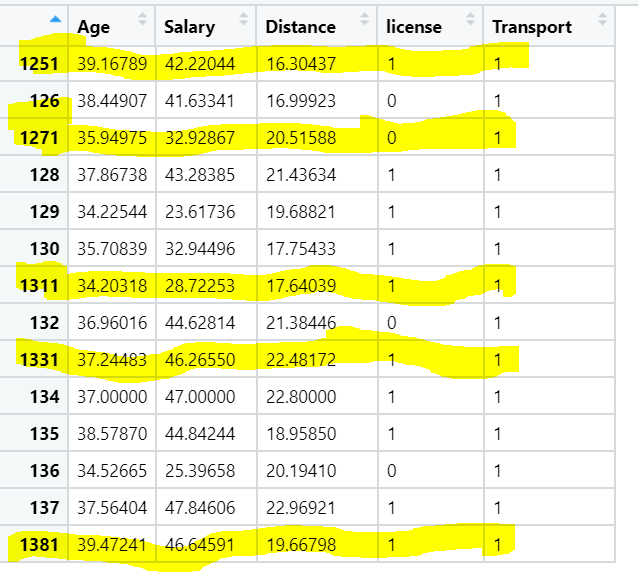 Age Salary Distance license Transport
1251 39.16789 42.22044 16.30437 1 1
126 38.44907 41.63341 16.99923 0 1
1271 35.94975 32.92867 20.51588 0 1
128 37.86738 43.28385 21.43634 1 1
129 34.22544 23.61736 19.68821 1 1
130 35.70839 32.94496 17.75433 1 1
1311 34.20318 28.72253 17.64039 1 1
132 36.96016 44.62814 21.38446 0 1
1331 37.24483 46.26550 22.48172 1 1
134 37.00000 47.00000 22.80000 1 1
135 38.57870 44.84244 18.95850 1 1
136 34.52665 25.39658 20.19410 0 1
137 37.56404 47.84606 22.96921 1 1
1381 39.47241 46.64591 19.66798 1 1